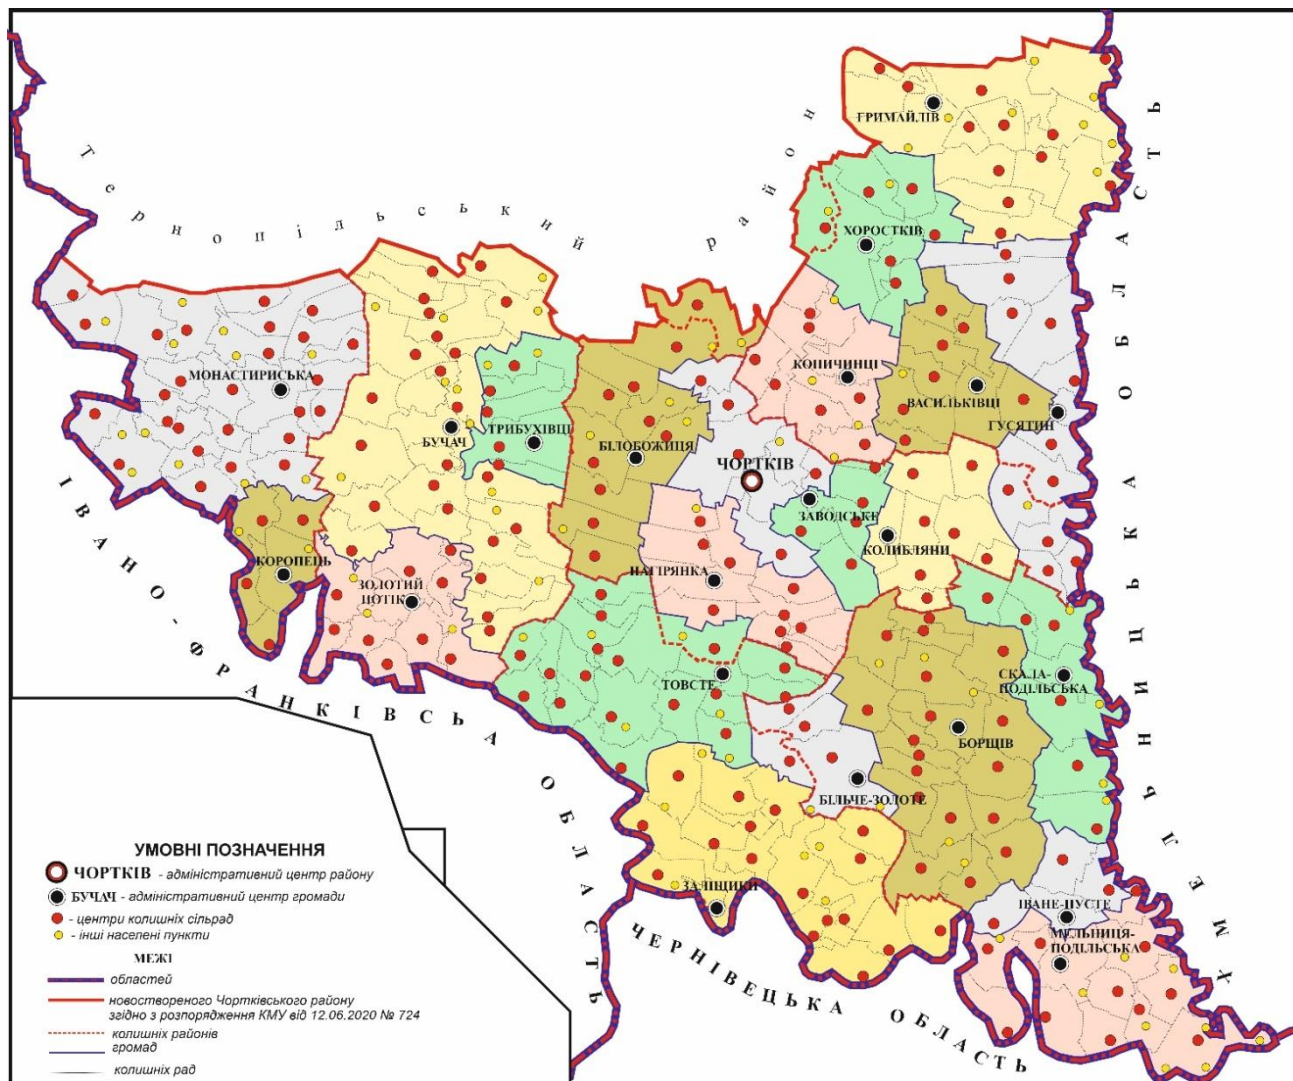 Тернопільський район
ГРИМАЙЛІВ
ХОРОСТКІВ
КОПИЧИНЦІ
ВАСИЛЬКІВЦІ
ГУСЯТИН
МОНАСТИРИСЬКА
БУЧАЧ
ТРИБУХІВЦІ
БІЛОБОЖНИЦЯ
ЧОРТКІВ
ЗАВОДСЬКЕ
КОЛИНДЯНИ
КОРОПЕЦЬ
ЗОЛОТИЙ
ПОТІК
НАГІРЯНКА
ТОВСТЕ
СКАЛА-
ПОДІЛЬСЬКА
БОРЩІВ
БІЛЬЧЕ-ЗОЛОТЕ
ЗАЛІЩИКИ
ІВАНЕ-ПУСТЕ
МЕЛЬНИЦЯ-
ПОДІЛЬСЬКА
ІВАНО-ФРАНКІВСЬКА ОБЛАСТЬ
ЧЕРНІВЕЦЬКА ОБЛАСТЬ
ХМЕЛЬНИЦЬКА ОБЛАСТЬ
УМОВНІ ПОЗНАЧЕННЯ
ЧОРТКІВ - адміністративний центр району
БУЧАЧ - адміністративний центр громади
- центри колишніх сільрад
- інші населені пункти
МЕЖІ
областей
новоствореного Чортківського району
згідно з розпорядження КМУ від 12.06.2020 № 724
колишніх районів
громад
колишніх рад